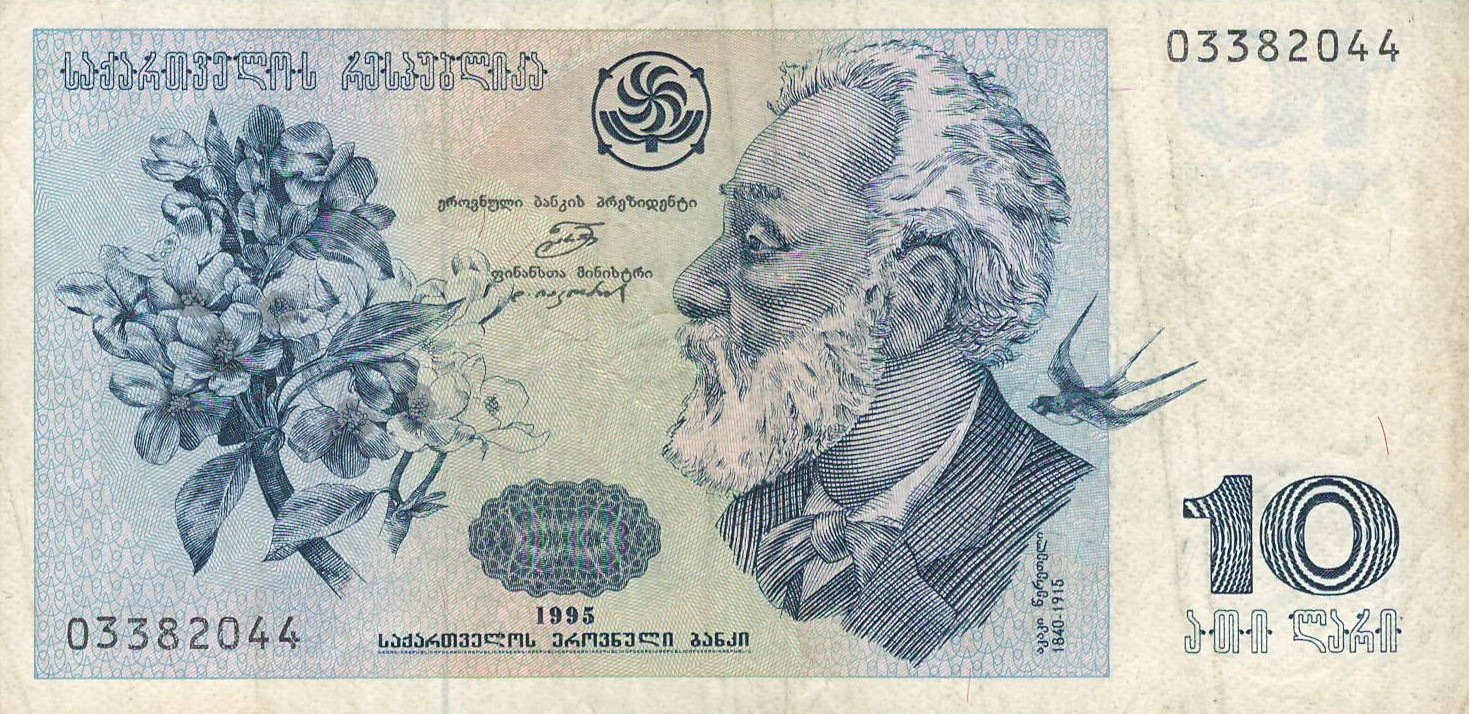 საქართველოს რესპუბლიკა
03382044
ეროვნული ბანკის პრეზიდენტი
ფინანსთა მინისტრი
10
ათი ლარი
აკაკი წერეთელი
1840-1915
1995
საქართველოს ეროვნული ბანკი
03382044